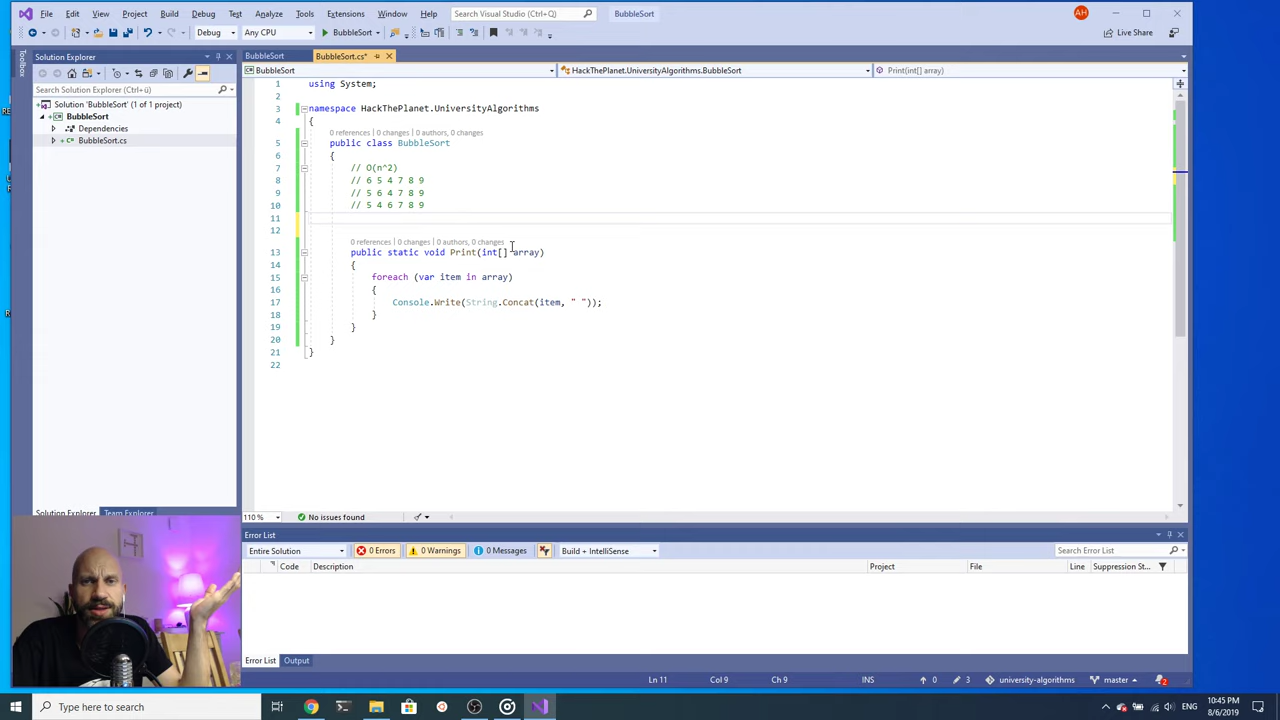 File Edit View Project Build Debug Test Analyze Tools Extensions Window Help Search Visual Studio (Ctrl+Q) BubbleSort AH
Debug Any CPU BubbleSort Live Share
Toolbox
Solution Explorer
Search Solution Explorer (Ctrl+ü)
Solution 'BubbleSort' (1 of 1 project)
BubbleSort
Dependencies
BubbleSort.cs
Solution Explorer Team Explorer
BubbleSort BubbleSort.cs*
BubbleSort HackThePlanet.UniversityAlgorithms.BubbleSort Print(int[] array)
1 using System;
2
3 namespace HackThePlanet.UniversityAlgorithms
4 {
0 references | 0 changes | 0 authors, 0 changes
5 public class BubbleSort
6 {
7 // O(n^2)
8 // 6 5 4 7 8 9
9 // 5 6 4 7 8 9
10 // 5 4 6 7 8 9
11
12
0 references | 0 changes | 0 authors, 0 changes
13 public static void Print(int[] array)
14 {
15 foreach (var item in array)
16 {
17 Console.Write(String.Concat(item, " "));
18 }
19 }
20 }
21 }
22
110 % No issues found
Error List
Entire Solution 0 Errors 0 Warnings 0 Messages Build + IntelliSense Search Error List
Code Description Project File Line Suppression St...
Error List Output
Ln 11 Col 9 Ch 9 INS 0 3 university-algorithms master 2
Type here to search
10:45 PM
8/6/2019